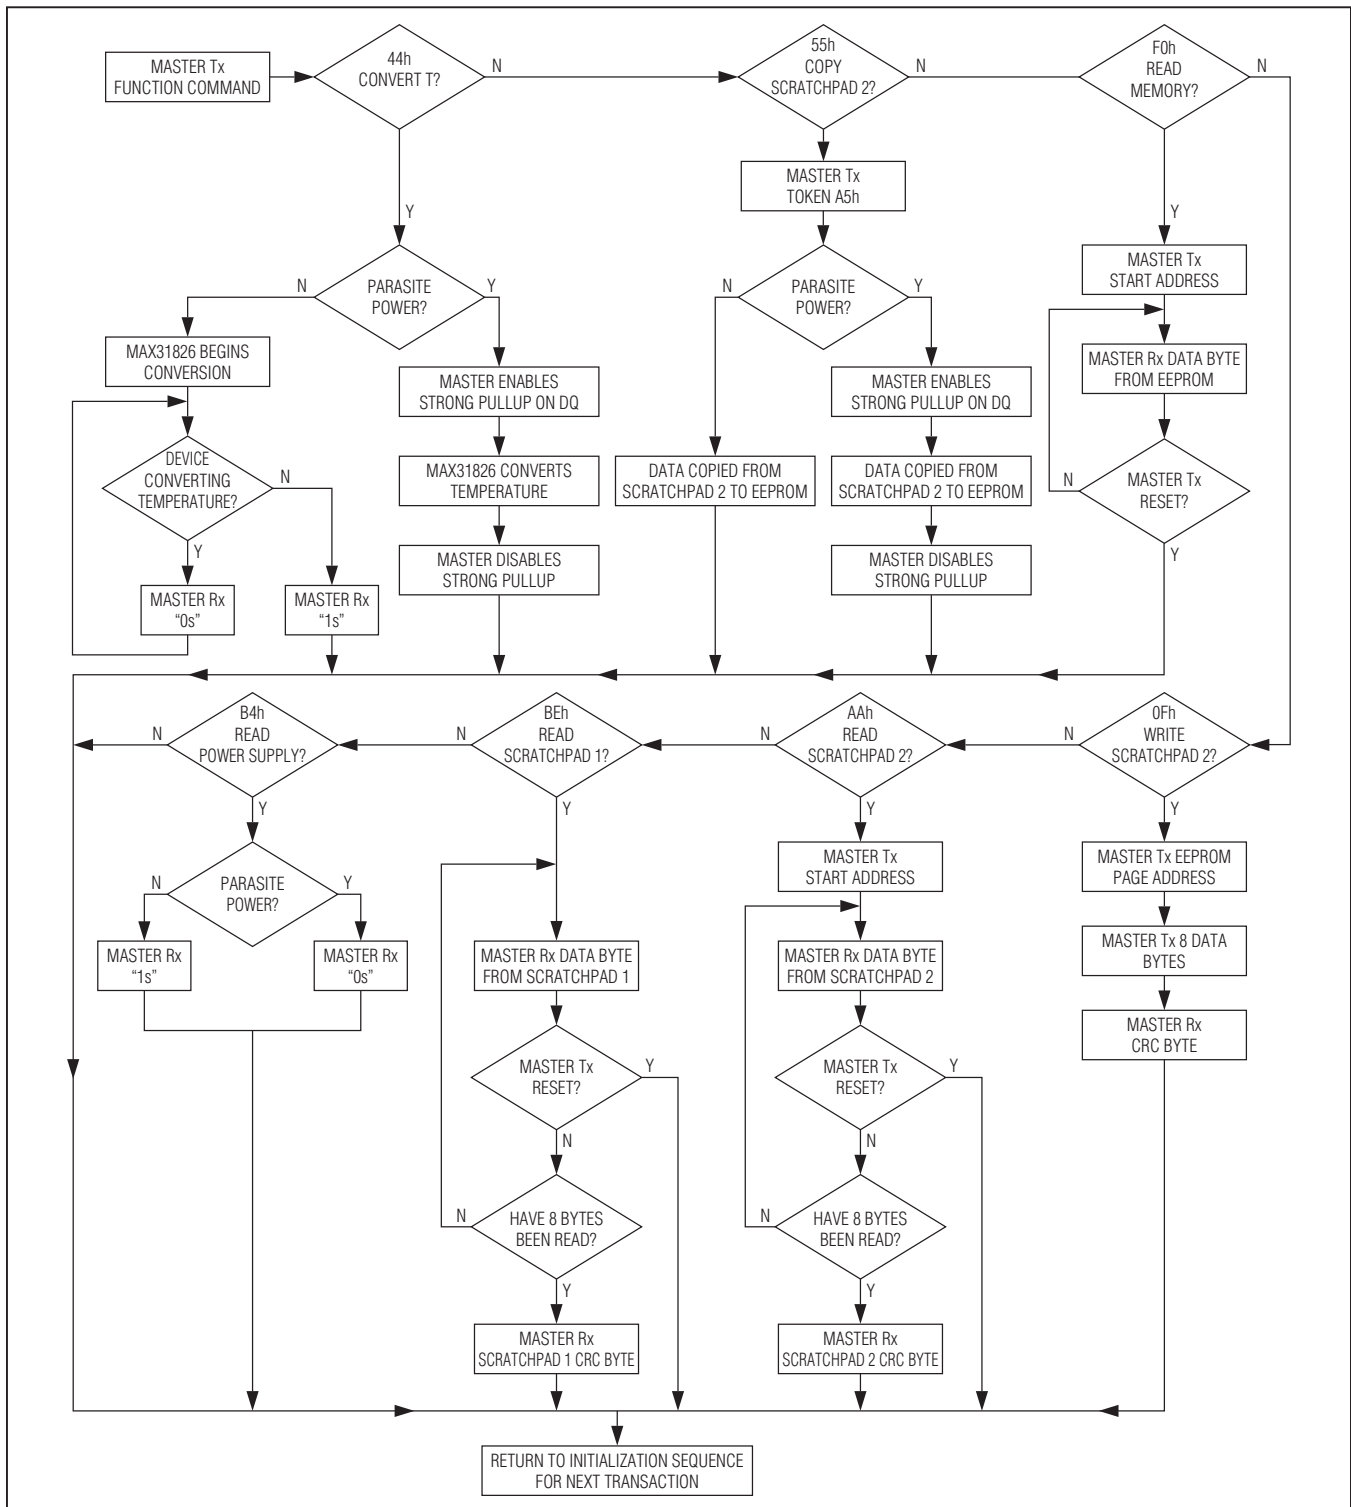 MASTER Tx
FUNCTION COMMAND
44h
CONVERT T?
N
55h
COPY
SCRATCHPAD 2?
N
F0h
READ
MEMORY?
N
Y
MASTER Tx
TOKEN A5h
Y
PARASITE
POWER?
N
Y
PARASITE
POWER?
N
Y
MASTER Tx
START ADDRESS
MAX31826 BEGINS
CONVERSION
MASTER ENABLES
STRONG PULLUP ON DQ
MASTER ENABLES
STRONG PULLUP ON DQ
MASTER Rx DATA BYTE
FROM EEPROM
DEVICE
CONVERTING
TEMPERATURE?
N
MAX31826 CONVERTS
TEMPERATURE
DATA COPIED FROM
SCRATCHPAD 2 TO EEPROM
DATA COPIED FROM
SCRATCHPAD 2 TO EEPROM
N
MASTER Tx
RESET?
Y
Y
MASTER DISABLES
STRONG PULLUP
MASTER DISABLES
STRONG PULLUP
MASTER Rx
“0s”
MASTER Rx
“1s”
B4h
READ
POWER SUPPLY?
N
BEh
READ
SCRATCHPAD 1?
N
AAh
READ
SCRATCHPAD 2?
N
0Fh
WRITE
SCRATCHPAD 2?
N
Y
Y
Y
Y
PARASITE
POWER?
N
Y
MASTER Tx
START ADDRESS
MASTER Tx EEPROM
PAGE ADDRESS
MASTER Rx
“1s”
MASTER Rx
“0s”
MASTER Rx DATA BYTE
FROM SCRATCHPAD 1
MASTER Rx DATA BYTE
FROM SCRATCHPAD 2
MASTER Tx 8 DATA
BYTES
MASTER Rx
CRC BYTE
MASTER Tx
RESET?
Y
N
MASTER Tx
RESET?
Y
N
HAVE 8 BYTES
BEEN READ?
N
Y
HAVE 8 BYTES
BEEN READ?
N
Y
MASTER Rx
SCRATCHPAD 1 CRC BYTE
MASTER Rx
SCRATCHPAD 2 CRC BYTE
RETURN TO INITIALIZATION SEQUENCE
FOR NEXT TRANSACTION